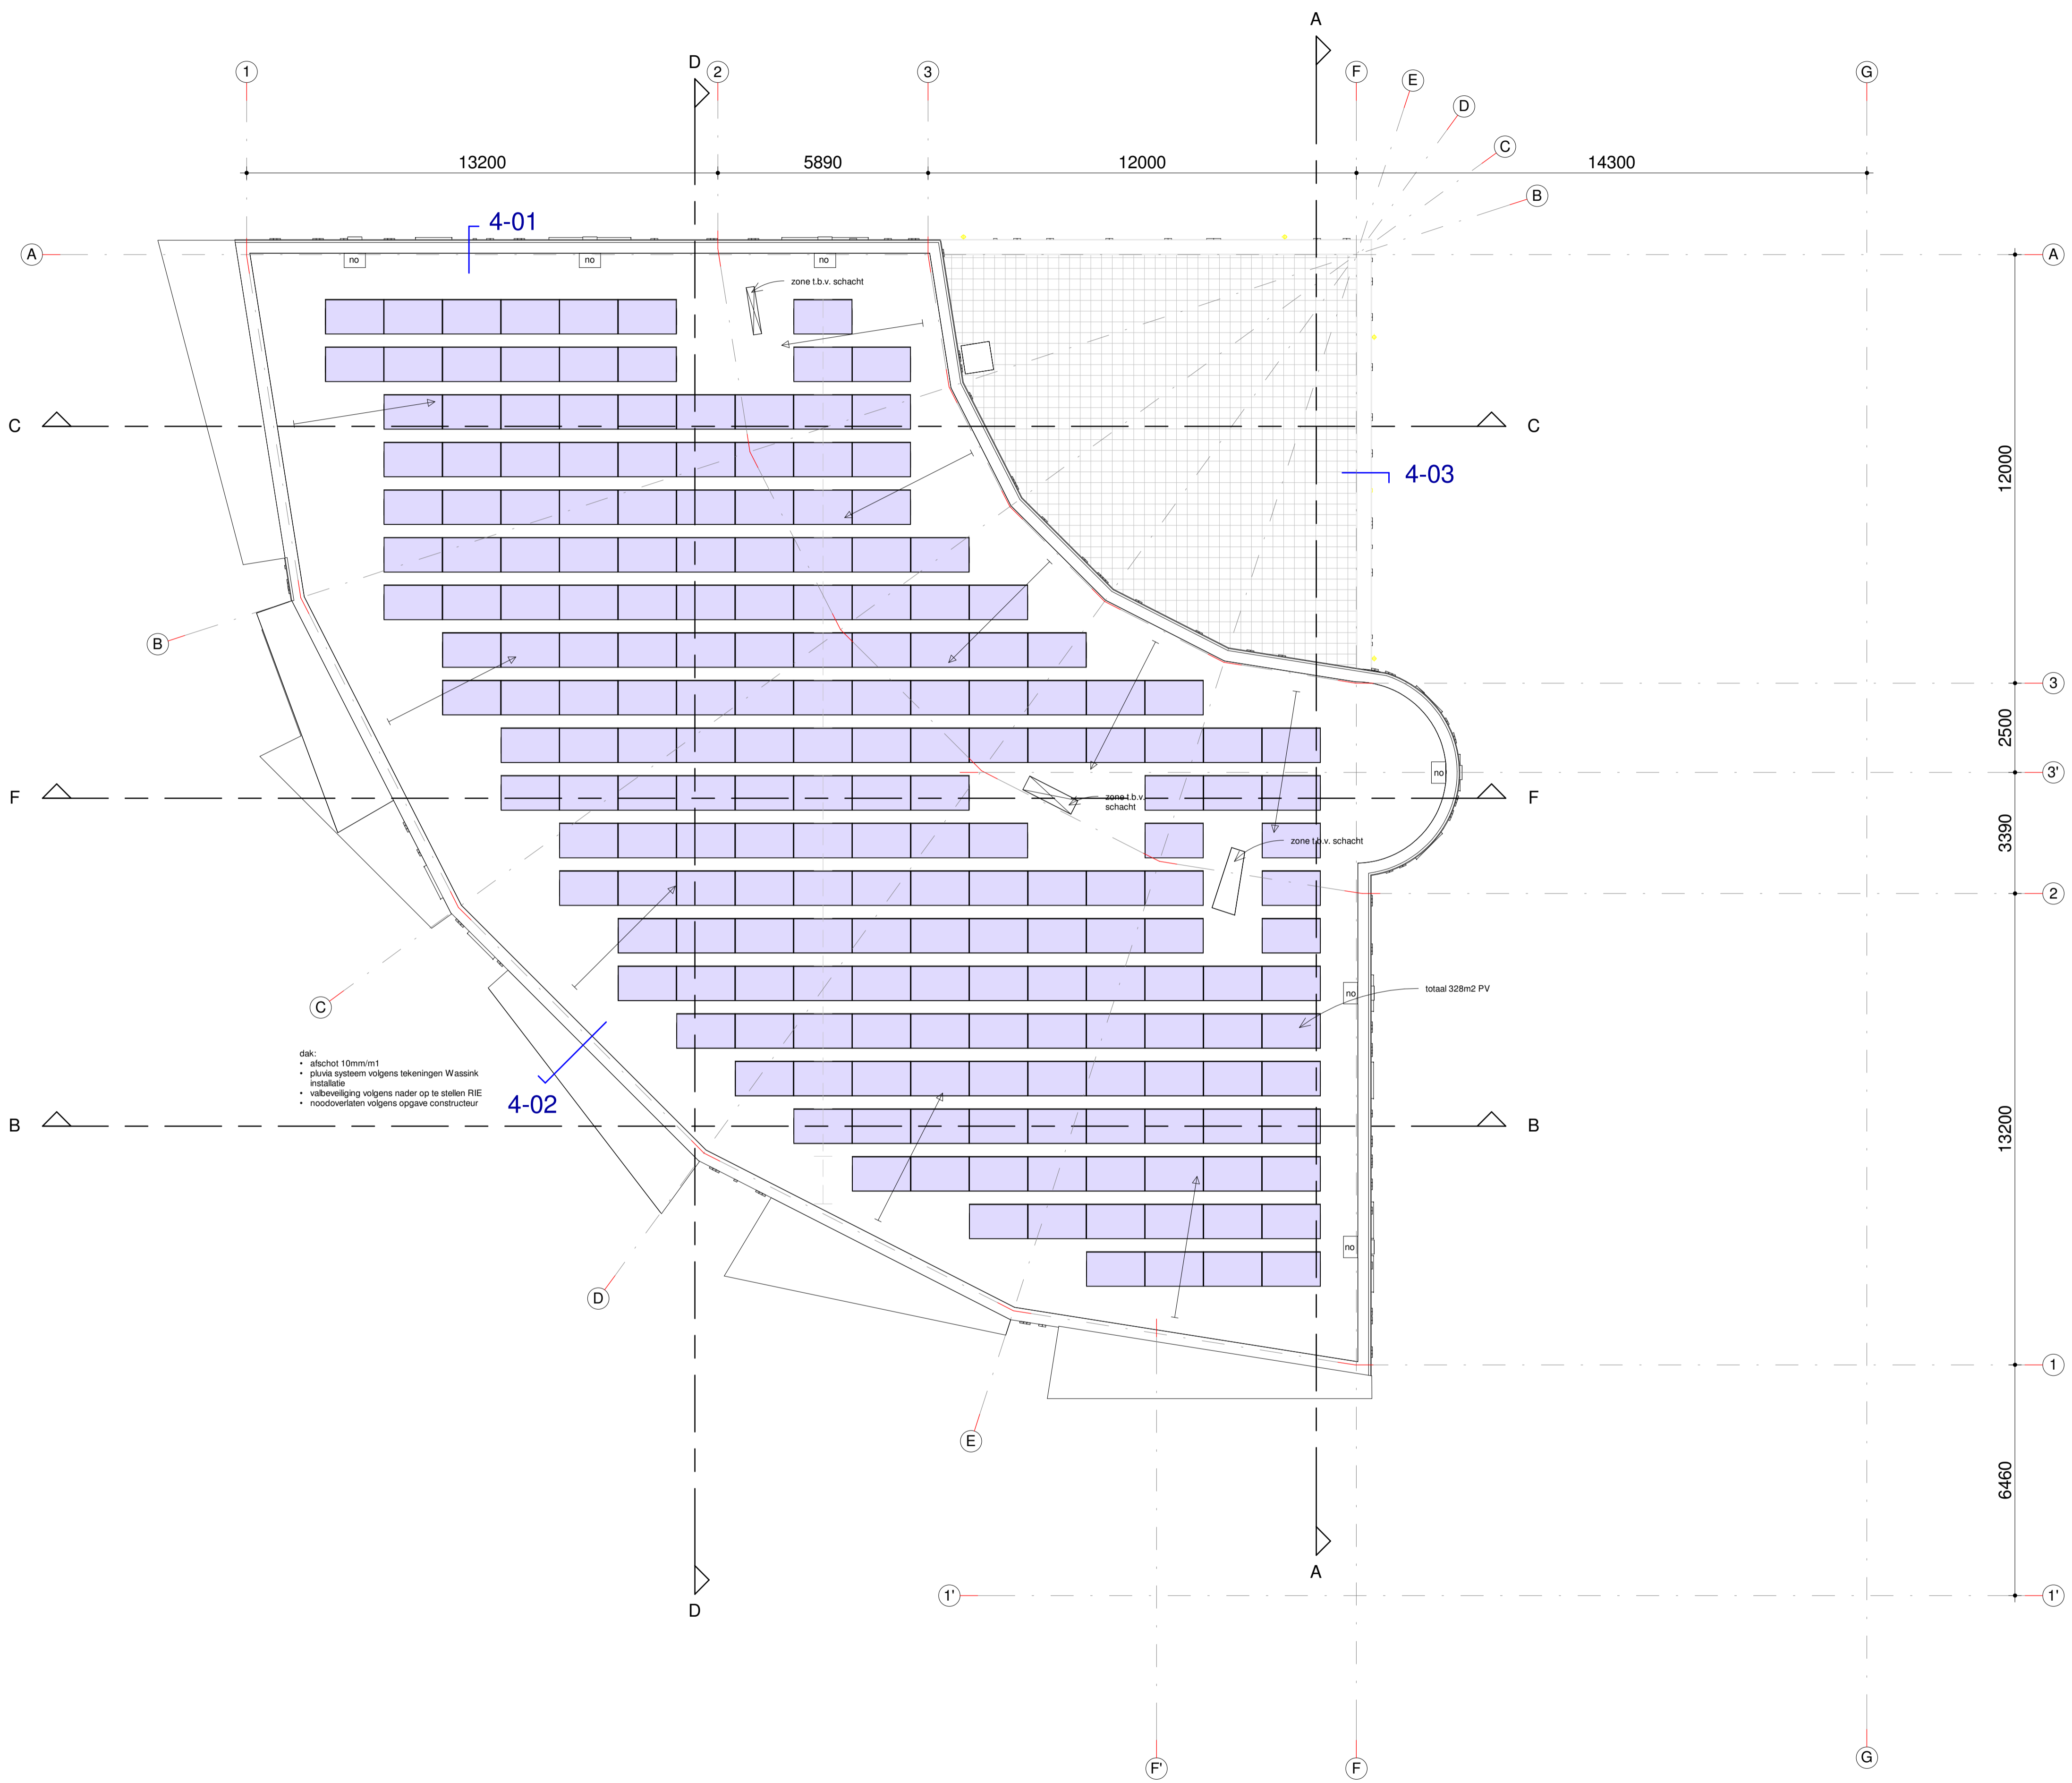 A
D
1
2
3
F
E
D
C
B
G
13200
5890
12000
14300
4-01
A
A
no
no
no
zone t.b.v. schacht
C
C
4-03
12000
B
3
2500
3'
no
F
F
zone t.b.v.
schacht
3390
zone t.b.v. schacht
2
C
no
totaal 328m2 PV
dak:
• afschot 10mm/m1
• pluvia systeem volgens tekeningen Wassink
installatie
• valbeveiliging volgens nader op te stellen RIE
• noodoverlaten volgens opgave constructeur
4-02
B
B
13200
no
D
1
E
6460
A
D
1'
1'
F'
F
G